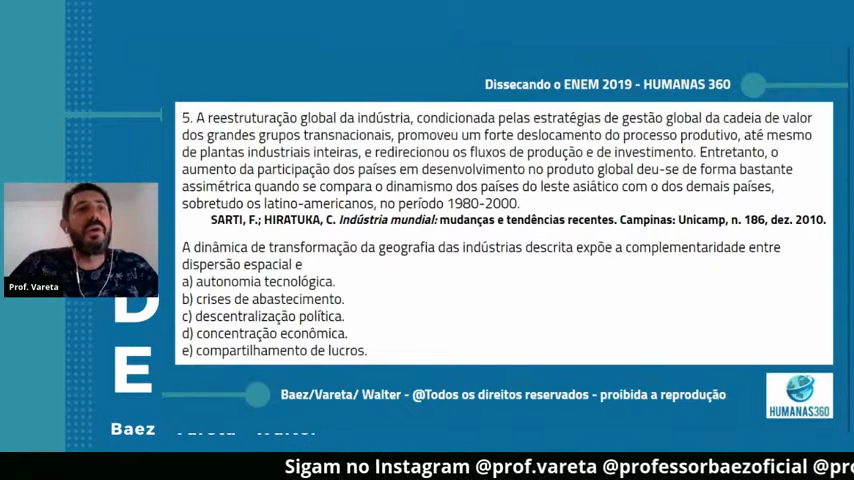 Dissecando o ENEM 2019 - HUMANAS 360
5. A reestruturação global da indústria, condicionada pelas estratégias de gestão global da cadeia de valor
dos grandes grupos transnacionais, promoveu um forte deslocamento do processo produtivo, até mesmo
de plantas industriais inteiras, e redirecionou os fluxos de produção e de investimento. Entretanto, o
aumento da participação dos países em desenvolvimento no produto global deu-se de forma bastante
assimétrica quando se compara o dinamismo dos países do leste asiático com o dos demais países,
sobretudo os latino-americanos, no período 1980-2000.
SARTI, F.; HIRATUKA, C. Indústria mundial: mudanças e tendências recentes. Campinas: Unicamp, n. 186, dez. 2010.
A dinâmica de transformação da geografia das indústrias descrita expõe a complementaridade entre
dispersão espacial e
a) autonomia tecnológica.
b) crises de abastecimento.
c) descentralização política.
d) concentração econômica.
e) compartilhamento de lucros.
Prof. Vareta
D
E
Baez/Vareta/ Walter - @Todos os direitos reservados - proibida a reprodução
HUMANAS360
Baez
Sigam no Instagram @prof.vareta @professorbaezoficial @pro